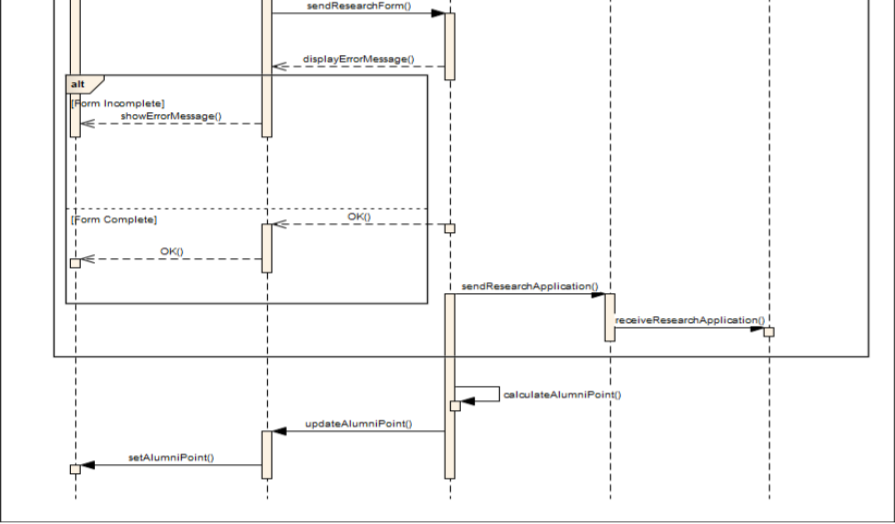 sendResearchForm()
displayErrorMessage()
alt
[Form Incomplete]
showErrorMessage()
[Form Complete]
OK()
OK()
sendResearchApplication()
receiveResearchApplication()
calculateAlumniPoint()
updateAlumniPoint()
setAlumniPoint()